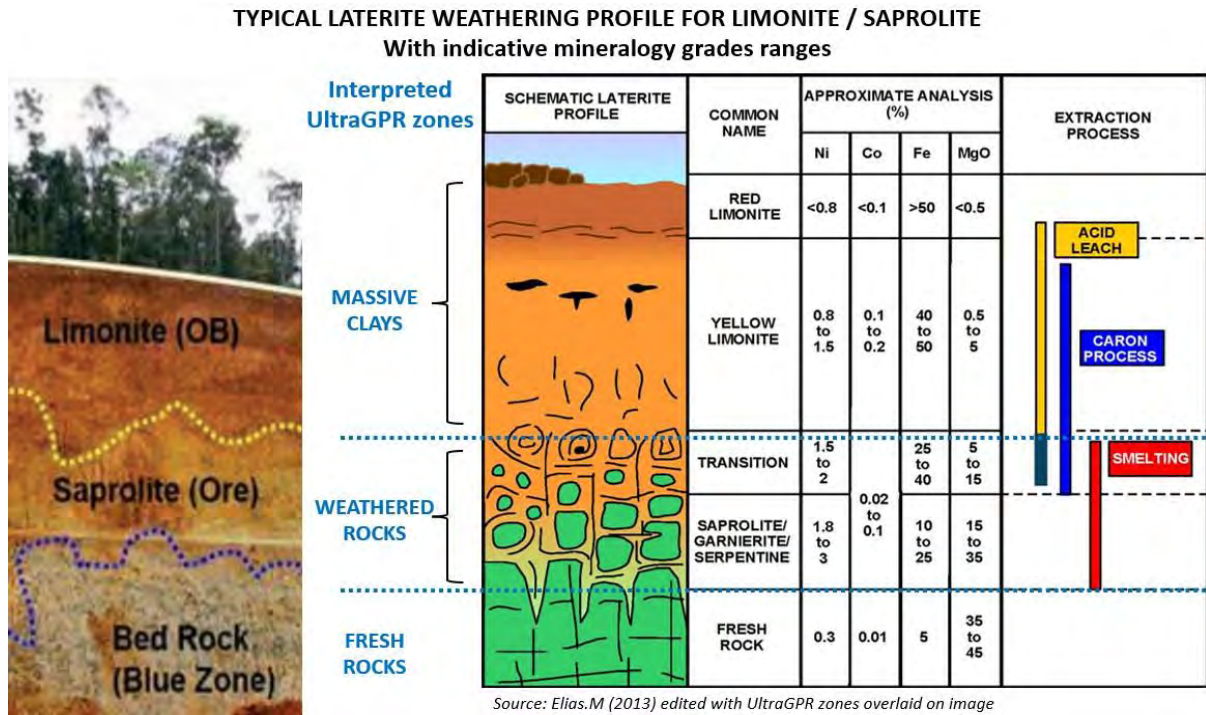 TYPICAL LATERITE WEATHERING PROFILE FOR LIMONITE / SAPROLITE
With indicative mineralogy grades ranges
Limonite (OB)
Saprolite (Ore)
Bed Rock
(Blue Zone)
Interpreted
UltraGPR zones
MASSIVE
CLAYS
WEATHERED
ROCKS
FRESH
ROCKS
SCHEMATIC LATERITE
PROFILE
COMMON
NAME
APPROXIMATE ANALYSIS
(%)
Ni Co Fe MgO
EXTRACTION
PROCESS
RED
LIMONITE
<0.8 <0.1 >50 <0.5
YELLOW
LIMONITE
0.8 0.1 40 0.5
to to to to
1.5 0.2 50 5
TRANSITION
1.5 25 5
to to to
2 40 15
0.02
to
0.1
SAPROLITE/
GARNIERITE/
SERPENTINE
1.8 10 15
to to to
3 25 35
FRESH
ROCK
0.3 0.01 5
35
to
45
ACID
LEACH
CARON
PROCESS
SMELTING
Source: Elias.M (2013) edited with UltraGPR zones overlaid on image